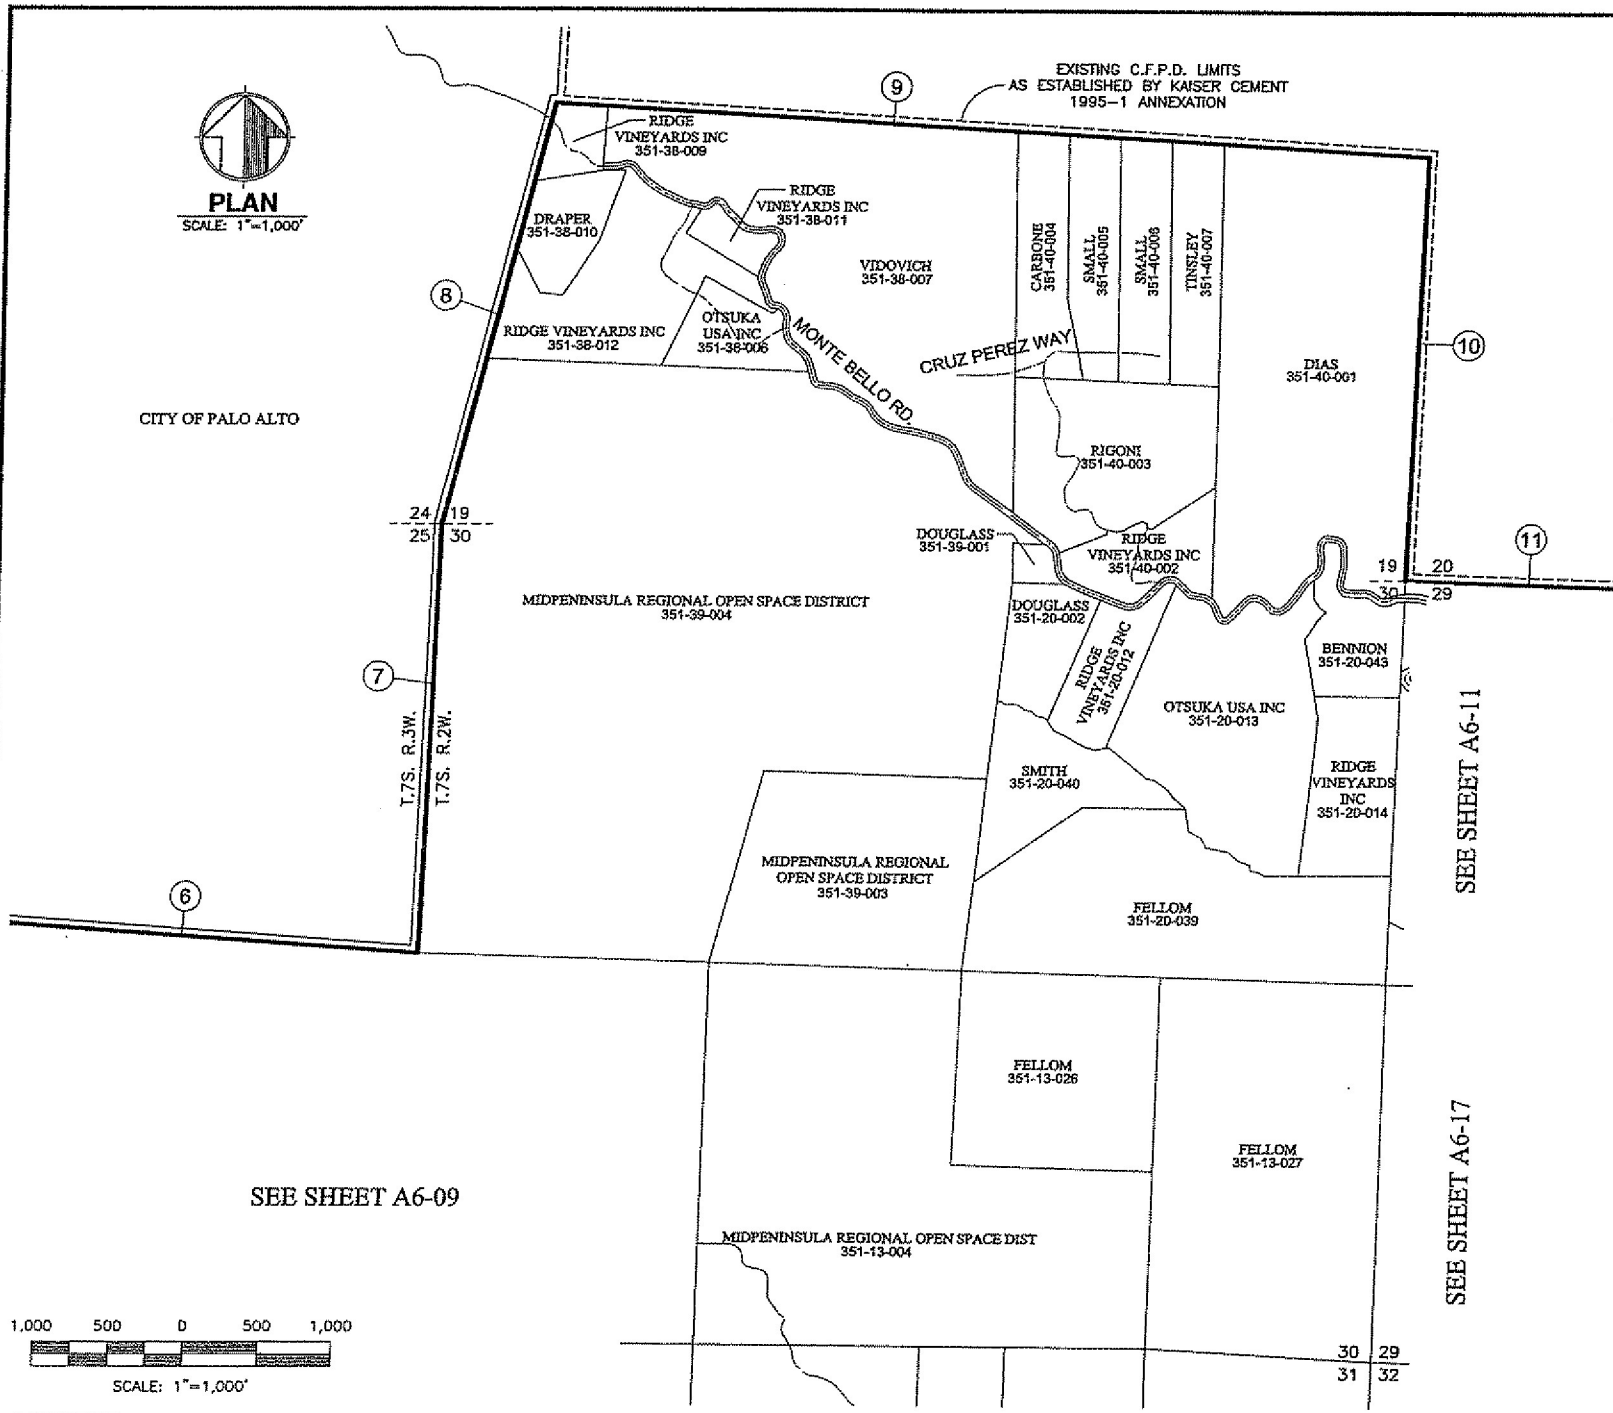 EXISTING C.F.P.D. LIMITS
AS ESTABLISHED BY KAISER CEMENT
1995-1 ANNEXATION
9
PLAN
SCALE: 1"=1,000'
RIDGE
VINEYARDS INC
351-38-009
RIDGE
VINEYARDS INC
351-38-011
DRAPER
351-38-010
VIDOVICH
351-38-007
CARBONE
351-40-004
SMALL
351-40-005
SMALL
351-40-006
TINSLEY
351-40-007
8
RIDGE VINEYARDS INC
351-38-012
OTSUKA
USA INC
351-38-006
MONTE BELLO RD.
CRUZ PEREZ WAY
DIAS
351-40-001
10
CITY OF PALO ALTO
RIGONI
351-40-003
24 19
25 30
DOUGLASS
351-39-001
RIDGE
VINEYARDS INC
351-40-002
11
19 20
30 29
MIDPENINSULA REGIONAL OPEN SPACE DISTRICT
351-39-004
DOUGLASS
351-20-002
RIDGE
VINEYARDS INC
351-20-012
BENNION
351-20-043
7
T.7S. R.3W.
T.7S. R.2W.
OTSUKA USA INC
351-20-013
SEE SHEET A6-11
SMITH
351-20-040
RIDGE
VINEYARDS
INC
351-20-014
MIDPENINSULA REGIONAL
OPEN SPACE DISTRICT
351-39-003
6
FELLOM
351-20-039
FELLOM
351-13-026
FELLOM
351-13-027
SEE SHEET A6-17
SEE SHEET A6-09
MIDPENINSULA REGIONAL OPEN SPACE DIST
351-13-004
1,000 500 0 500 1,000
SCALE: 1"=1,000'
30 29
31 32